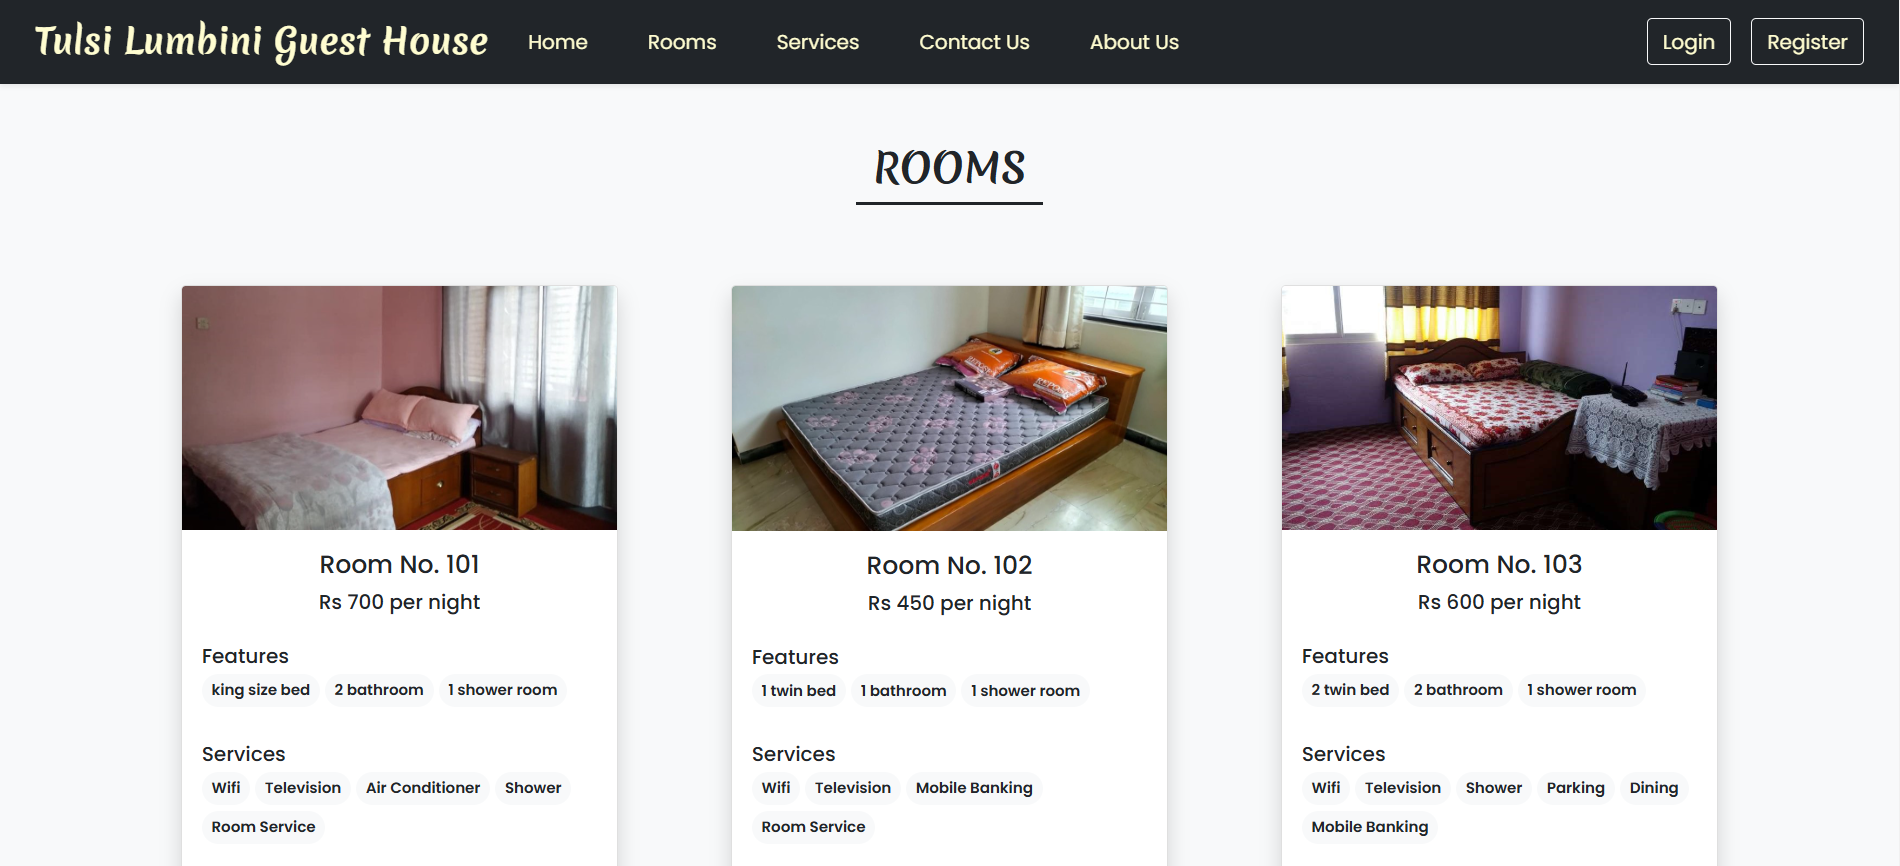 Tulsi Lumbini Guest House Home Rooms Services Contact Us About Us Login Register
ROOMS
Room No. 101
Rs 700 per night
Features
king size bed 2 bathroom 1 shower room
Services
Wifi Television Air Conditioner Shower
Room Service
Room No. 102
Rs 450 per night
Features
1 twin bed 1 bathroom 1 shower room
Services
Wifi Television Mobile Banking
Room Service
Room No. 103
Rs 600 per night
Features
2 twin bed 2 bathroom 1 shower room
Services
Wifi Television Shower Parking Dining
Mobile Banking